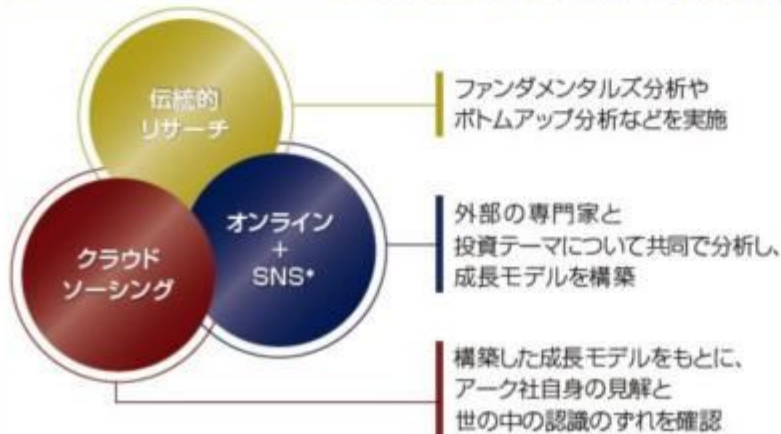 伝統的
リサーチ
ファンダメンタルズ分析や
ボトムアップ分析などを実施
オンライン
+
SNS*
外部の専門家と
投資テーマについて共同で分析し、
成長モデルを構築
クラウド
ソーシング
構築した成長モデルをもとに、
アーク社自身の見解と
世の中の認識のずれを確認